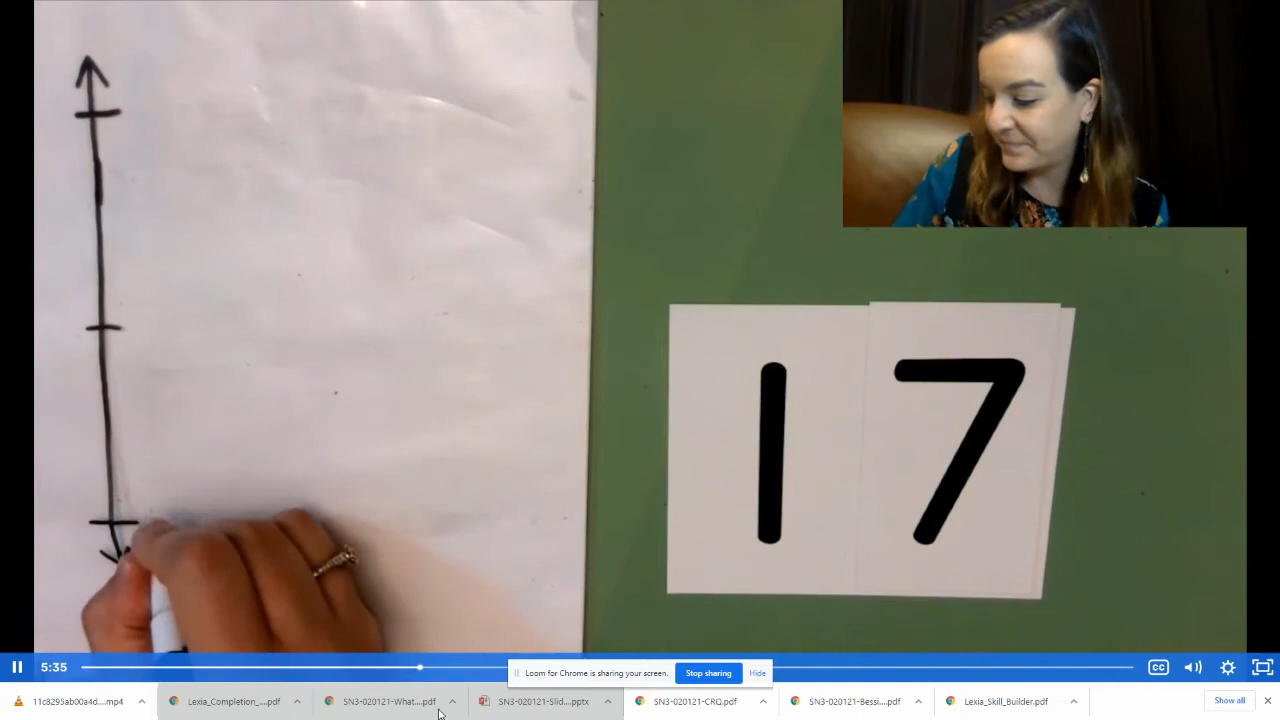 17
5:35
CC
Loom for Chrome is sharing your screen. Stop sharing Hide
11c8295ab00a4d....mp4 Lexia_Completion_...pdf SN3-020121-What....pdf SN3-020121-Slid....pptx SN3-020121-CRQ.pdf SN3-020121-Bessi....pdf Lexia_Skill_Builder.pdf Show all